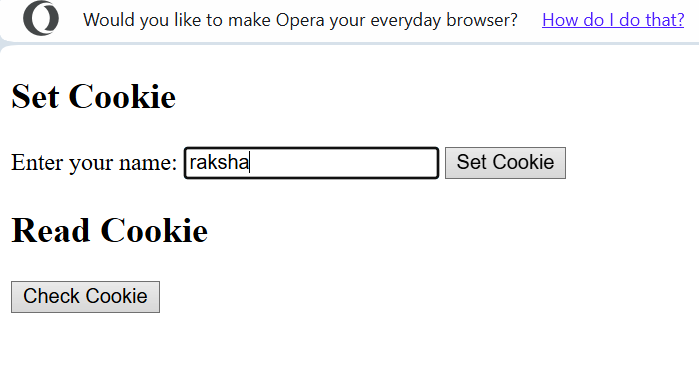 Would you like to make Opera your everyday browser? How do I do that?
Set Cookie
Enter your name: raksha Set Cookie
Read Cookie
Check Cookie